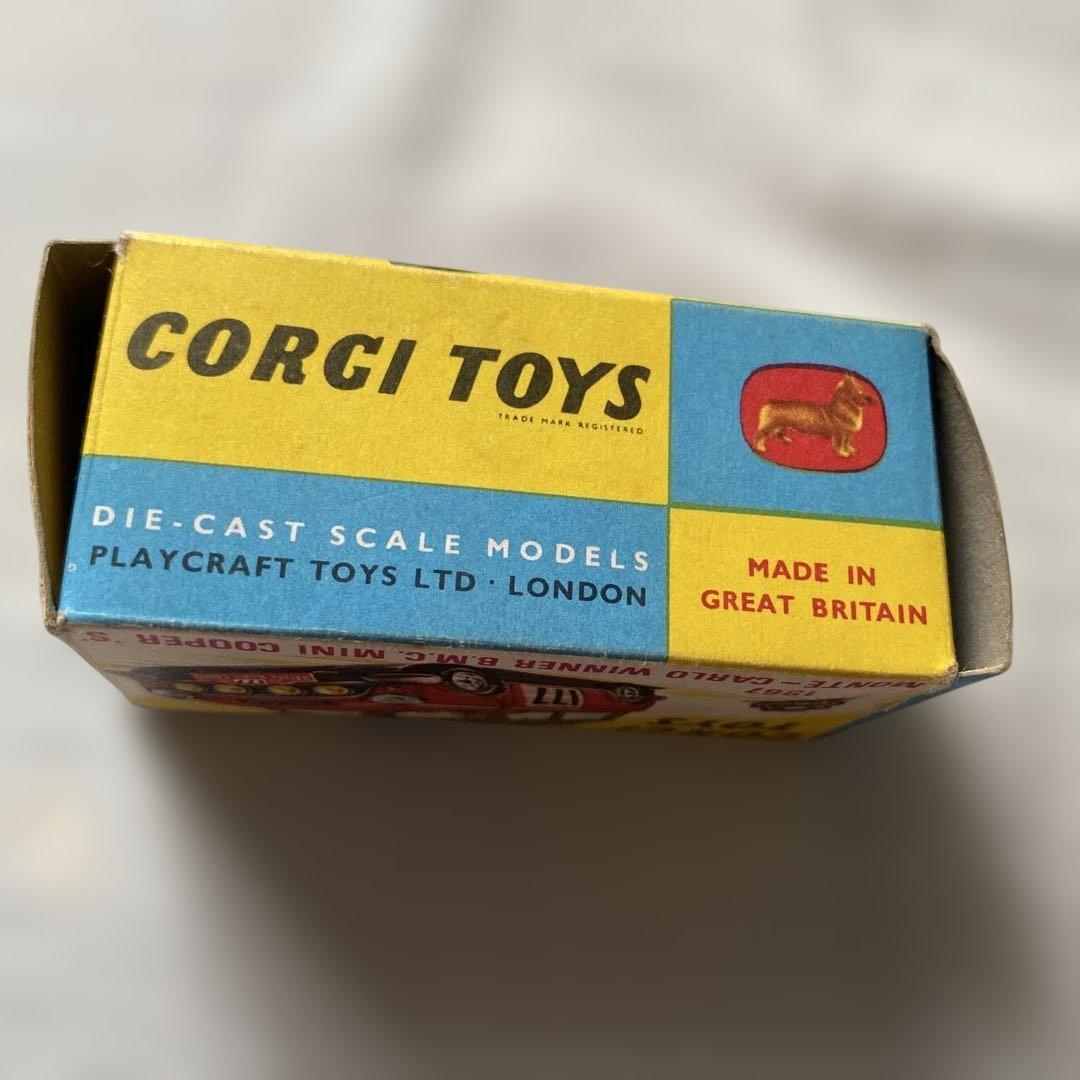 CORGI TOYS
TRADE MARK REGISTERED
DIE-CAST SCALE MODELS
PLAYCRAFT TOYS LTD · LONDON
MADE IN
GREAT BRITAIN
TOYS
1967
MONTE-CARLO WINNER B.M.C. MINI COOPER 'S'
177